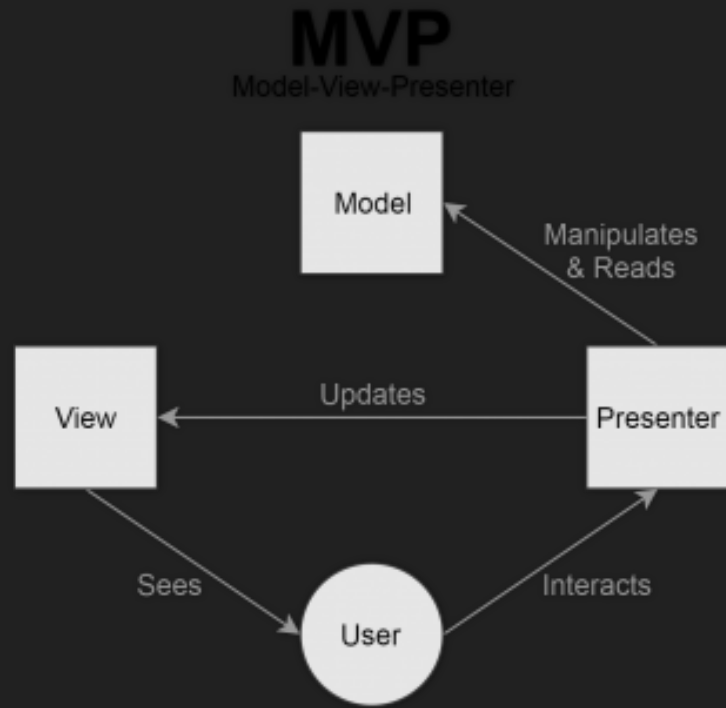 MVP
Model-View-Presenter
Model
Manipulates
& Reads
View
Updates
Presenter
Sees
Interacts
User